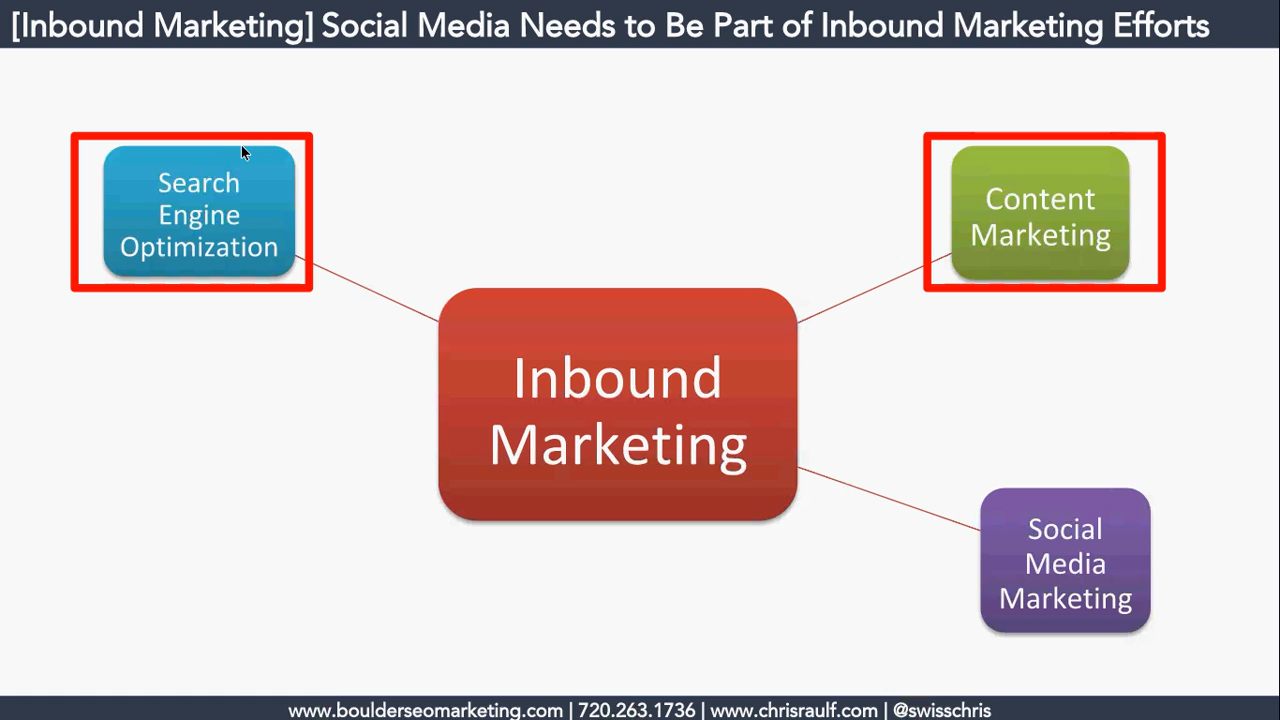 [Inbound Marketing] Social Media Needs to Be Part of Inbound Marketing Efforts
Search
Engine
Optimization
Content
Marketing
Inbound
Marketing
Social
Media
Marketing
www.boulderseomarketing.com | 720.263.1736 | www.chrisraulf.com | @swisschris